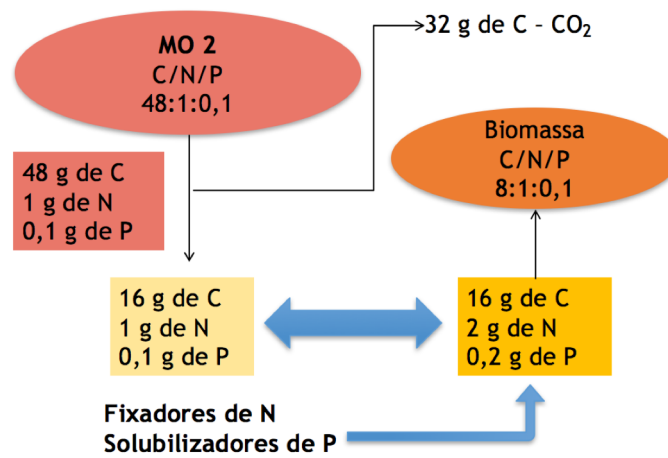 MO 2
C/N/P
48:1:0,1
32 g de C – CO₂
48 g de C
1 g de N
0,1 g de P
Biomassa
C/N/P
8:1:0,1
16 g de C
1 g de N
0,1 g de P
16 g de C
2 g de N
0,2 g de P
Fixadores de N
Solubilizadores de P